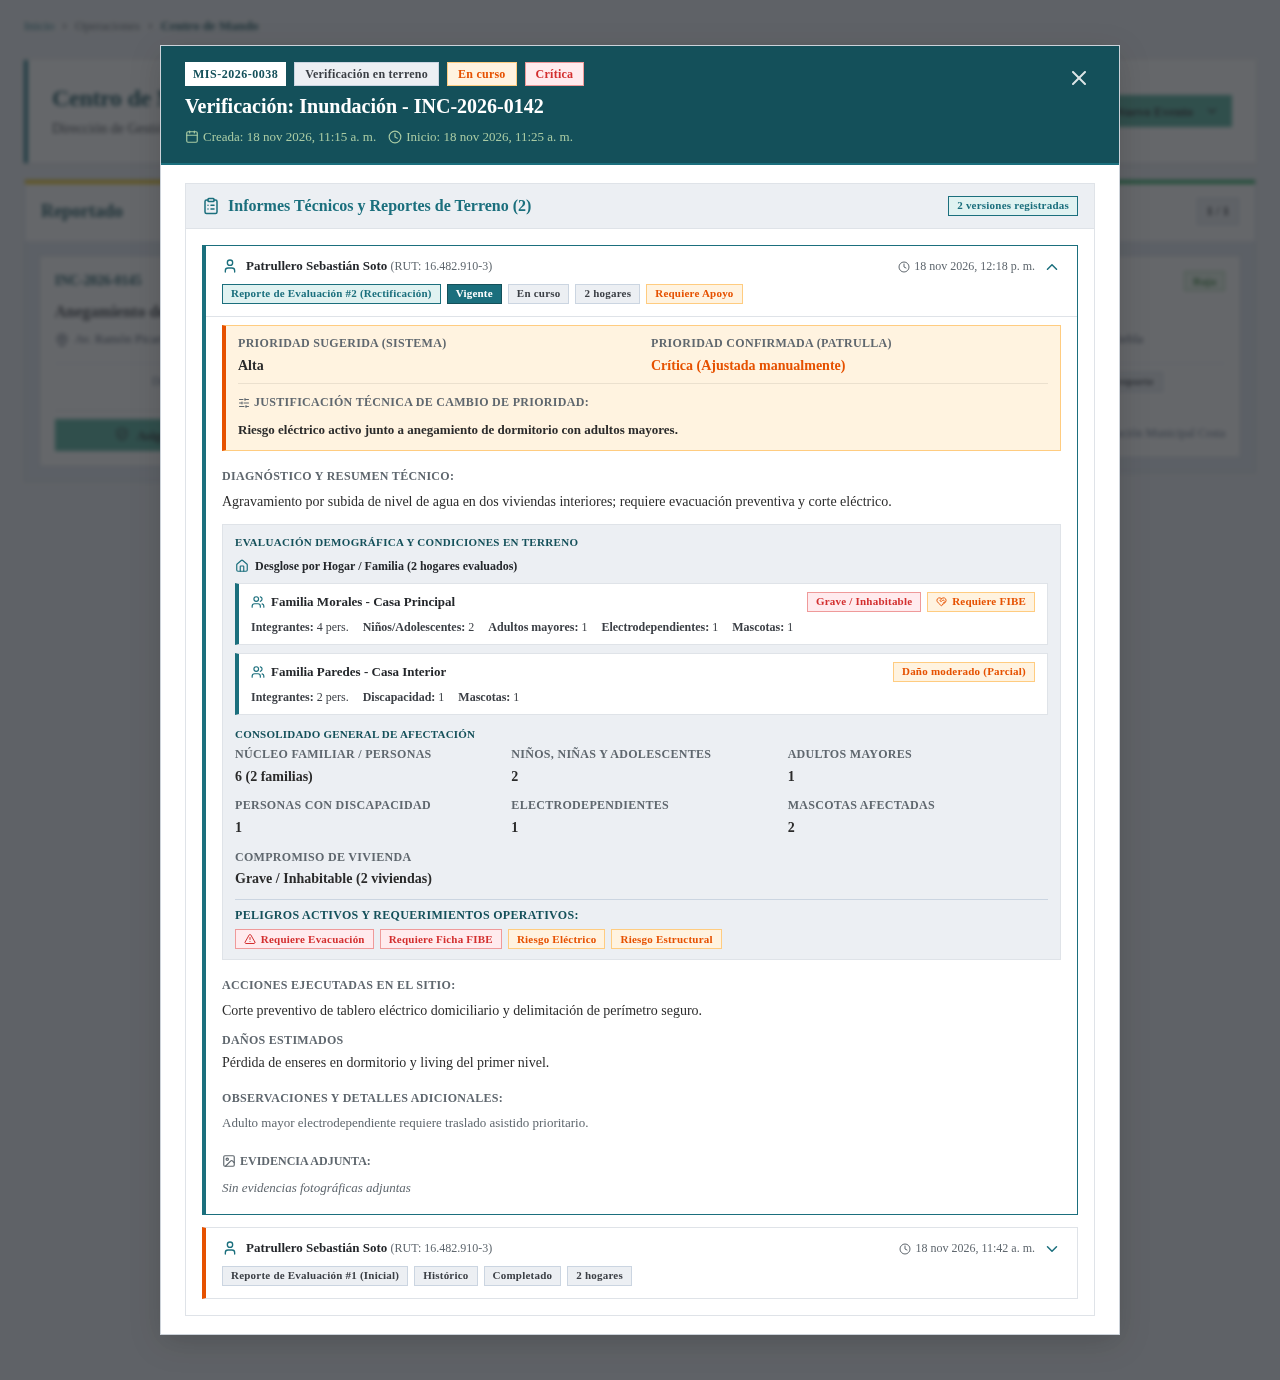 Inicio • Operaciones • Centro de Mando
Centro de
MIS-2026-0038 Verificación en terreno En curso Crítica
Verificación: Inundación - INC-2026-0142
Creada: 18 nov 2026, 11:15 a. m. Inicio: 18 nov 2026, 11:25 a. m.
Reportado
1 / 1
INC-2026-0145
Informes Técnicos y Reportes de Terreno (2) 2 versiones registradas
Patrullero Sebastián Soto (RUT: 16.482.910-3) 18 nov 2026, 12:18 p. m.
Reporte de Evaluación #2 (Rectificación) Vigente En curso 2 hogares Requiere Apoyo
PRIORIDAD SUGERIDA (SISTEMA) PRIORIDAD CONFIRMADA (PATRULLA)
Alta Crítica (Ajustada manualmente)
JUSTIFICACIÓN TÉCNICA DE CAMBIO DE PRIORIDAD:
Riesgo eléctrico activo junto a anegamiento de dormitorio con adultos mayores.
DIAGNÓSTICO Y RESUMEN TÉCNICO:
Agravamiento por subida de nivel de agua en dos viviendas interiores; requiere evacuación preventiva y corte eléctrico.
EVALUACIÓN DEMOGRÁFICA Y CONDICIONES EN TERRENO
Desglose por Hogar / Familia (2 hogares evaluados)
Familia Morales - Casa Principal Grave / Inhabitable Requiere FIBE
Integrantes: 4 pers. Niños/Adolescentes: 2 Adultos mayores: 1 Electrodependientes: 1 Mascotas: 1
Familia Paredes - Casa Interior Daño moderado (Parcial)
Integrantes: 2 pers. Discapacidad: 1 Mascotas: 1
CONSOLIDADO GENERAL DE AFECTACIÓN
NÚCLEO FAMILIAR / PERSONAS NIÑOS, NIÑAS Y ADOLESCENTES ADULTOS MAYORES
6 (2 familias) 2 1
PERSONAS CON DISCAPACIDAD ELECTRODEPENDIENTES MASCOTAS AFECTADAS
1 1 2
COMPROMISO DE VIVIENDA
Grave / Inhabitable (2 viviendas)
PELIGROS ACTIVOS Y REQUERIMIENTOS OPERATIVOS:
Requiere Evacuación Requiere Ficha FIBE Riesgo Eléctrico Riesgo Estructural
ACCIONES EJECUTADAS EN EL SITIO:
Corte preventivo de tablero eléctrico domiciliario y delimitación de perímetro seguro.
DAÑOS ESTIMADOS
Pérdida de enseres en dormitorio y living del primer nivel.
OBSERVACIONES Y DETALLES ADICIONALES:
Adulto mayor electrodependiente requiere traslado asistido prioritario.
EVIDENCIA ADJUNTA:
Sin evidencias fotográficas adjuntas
Patrullero Sebastián Soto (RUT: 16.482.910-3) 18 nov 2026, 11:42 a. m.
Reporte de Evaluación #1 (Inicial) Histórico Completado 2 hogares